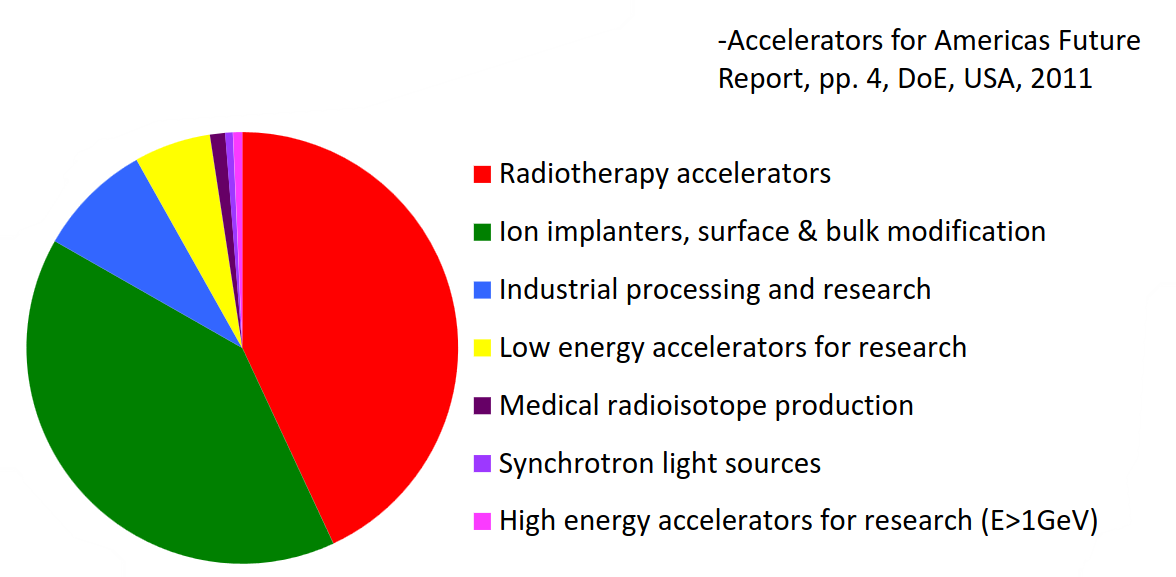 -Accelerators for Americas Future
Report, pp. 4, DoE, USA, 2011
Radiotherapy accelerators
Ion implanters, surface & bulk modification
Industrial processing and research
Low energy accelerators for research
Medical radioisotope production
Synchrotron light sources
High energy accelerators for research (E>1GeV)